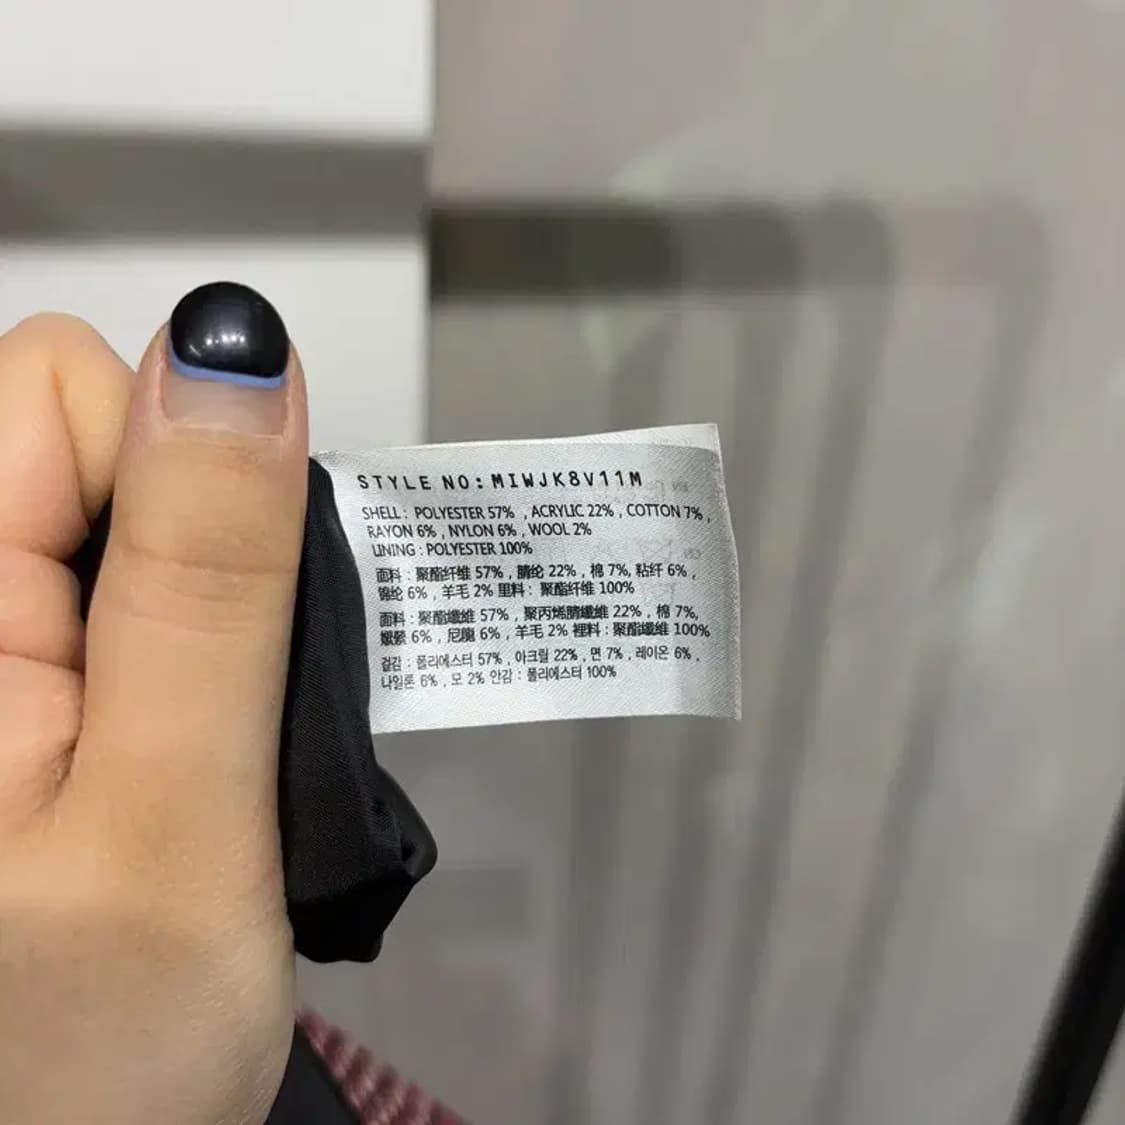 STYLE NO: MIWJK8V11M
SHELL : POLYESTER 57% , ACRYLIC 22% , COTTON 7% ,
RAYON 6% , NYLON 6% , WOOL 2%
LINING : POLYESTER 100%
面料 : 聚酯纤维 57% , 腈纶 22% , 棉 7%, 粘纤 6% ,
锦纶 6% , 羊毛 2% 里料 : 聚酯纤维 100%
面料 : 聚酯纖維 57% , 聚丙烯腈纖維 22% , 棉 7%,
嫘縈 6% , 尼龍 6% , 羊毛 2% 裡料 : 聚酯纖維 100%
겉감 : 폴리에스터 57% , 아크릴 22% , 면 7% , 레이온 6% ,
나일론 6% , 모 2% 안감 : 폴리에스터 100%